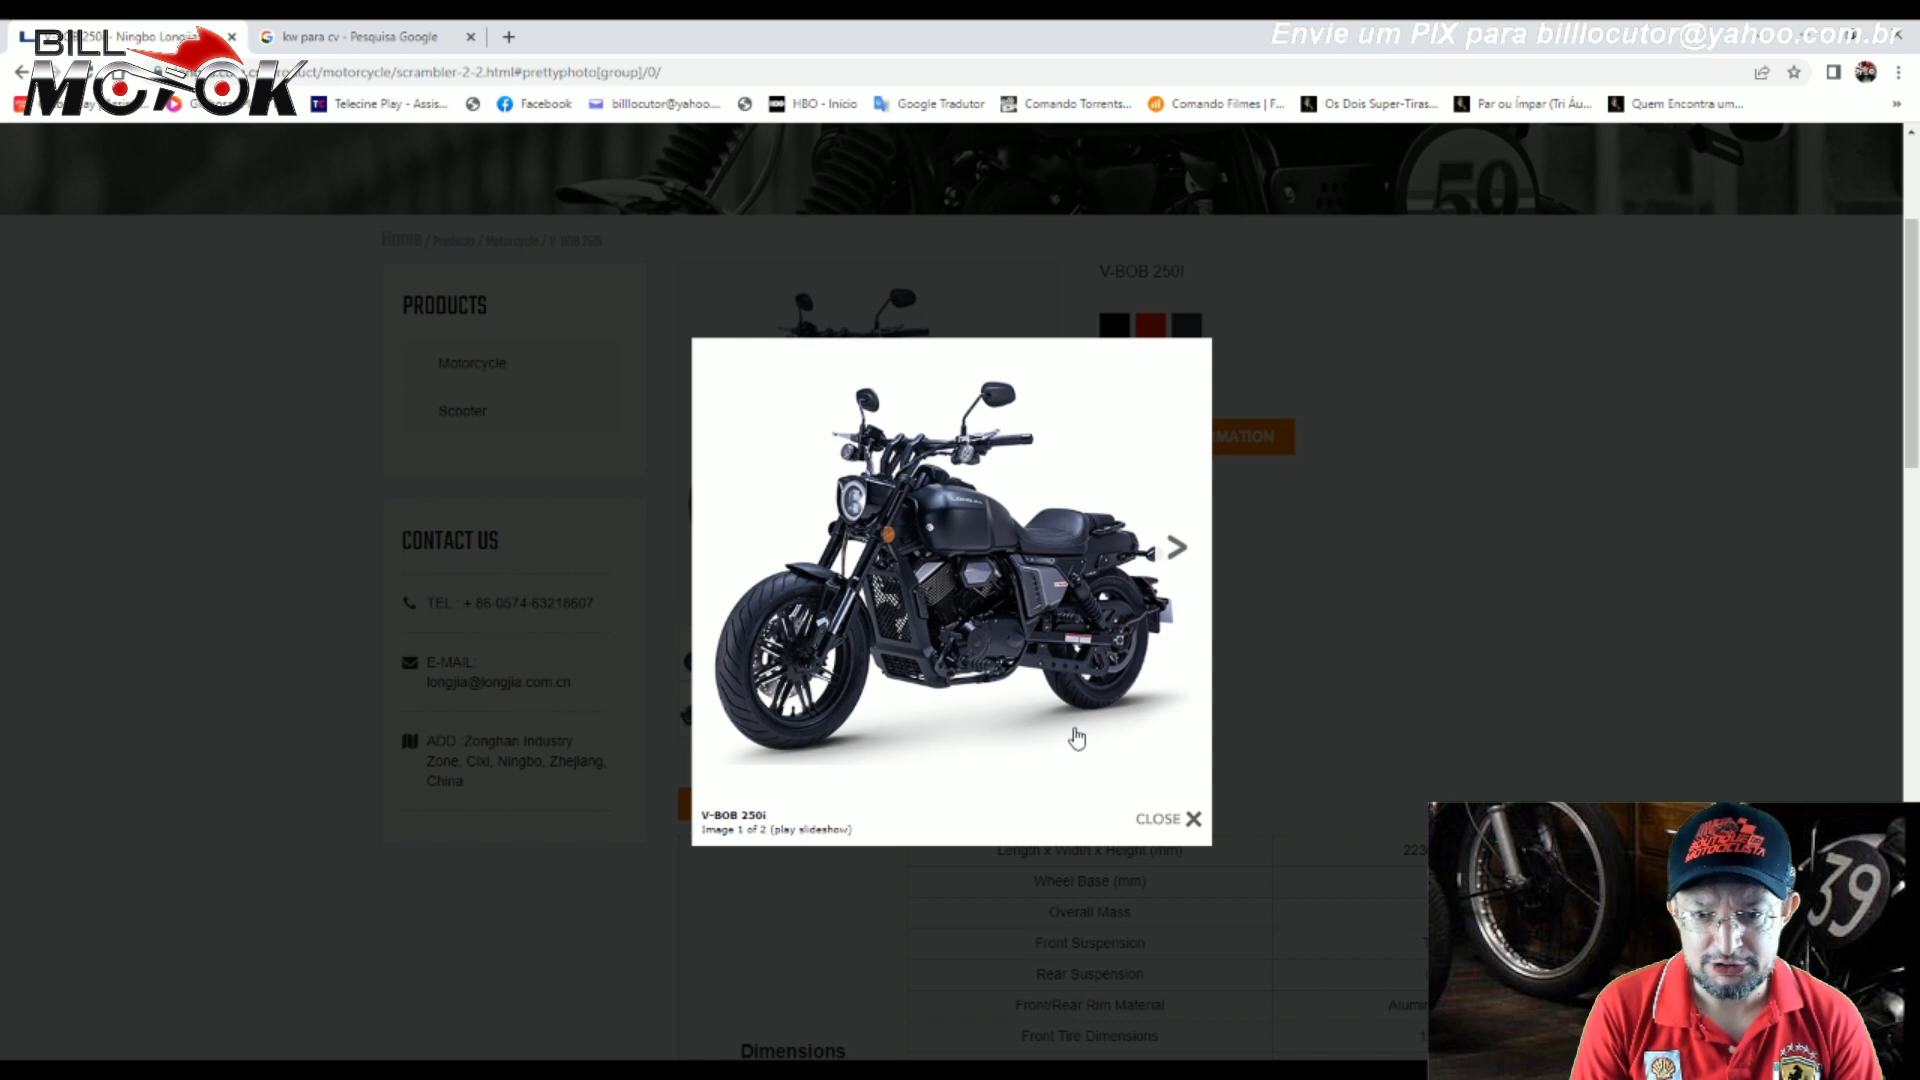 BILL
MOTOK
Envie um PIX para billlocutor@yahoo.com.br
kw para cv - Pesquisa Google
/motorcycle/scrambler-2-2.html#prettyphoto[group]/0/
Telecine Play - Assis...
Facebook
billlocutor@yahoo....
HBO - Início
Google Tradutor
Comando Torrents...
Comando Filmes | F...
Os Dois Super-Tiras...
Par ou Ímpar (Tri Áu...
Quem Encontra um...
59
Home / Products / Motorcycle / V-BOB 250i
V-BOB 250I
PRODUCTS
Motorcycle
Scooter
MATION
CONTACT US
TEL : + 86-0574-63218607
E-MAIL:
longjia@longjia.com.cn
ADD :Zonghan Industry
Zone, Cixi, Ningbo, Zhejiang,
China
V-BOB 250i
Image 1 of 2 (play slideshow)
CLOSE
Length x Width x Height (mm)
223
Wheel Base (mm)
Overall Mass
Front Suspension
Rear Suspension
Front/Rear Rim Material
Alumi
Front Tire Dimensions
Dimensions
BOUTIQUE
MOTOCICLISTA
39